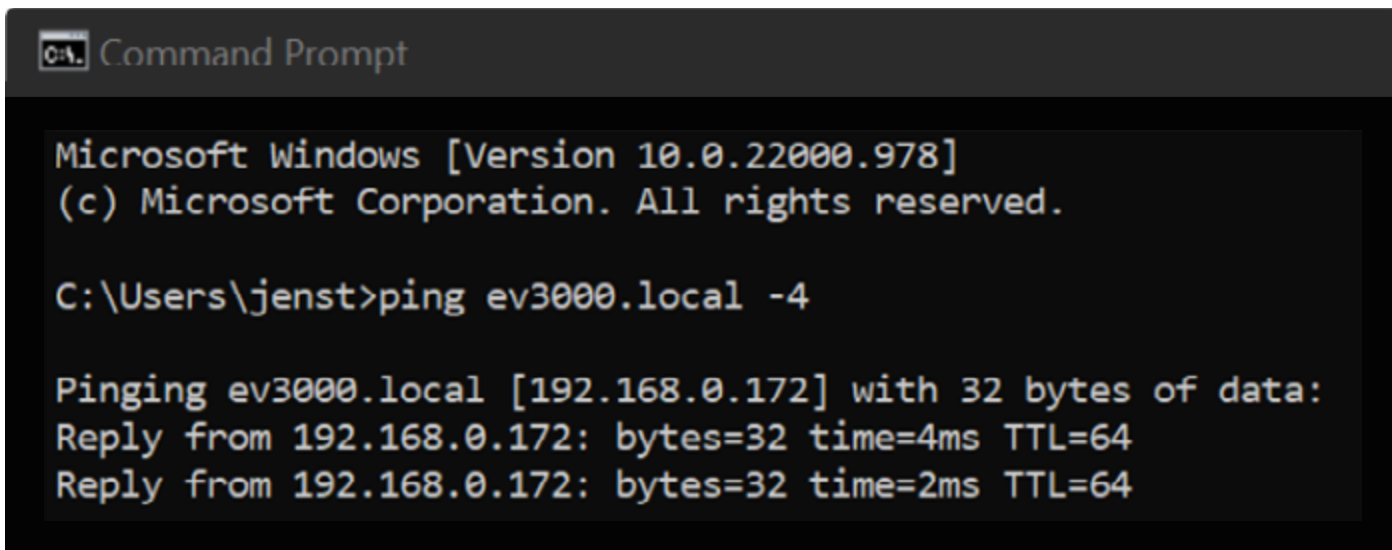 C:\. Command Prompt
Microsoft Windows [Version 10.0.22000.978]
(c) Microsoft Corporation. All rights reserved.
C:\Users\jenst>ping ev3000.local -4
Pinging ev3000.local [192.168.0.172] with 32 bytes of data:
Reply from 192.168.0.172: bytes=32 time=4ms TTL=64
Reply from 192.168.0.172: bytes=32 time=2ms TTL=64